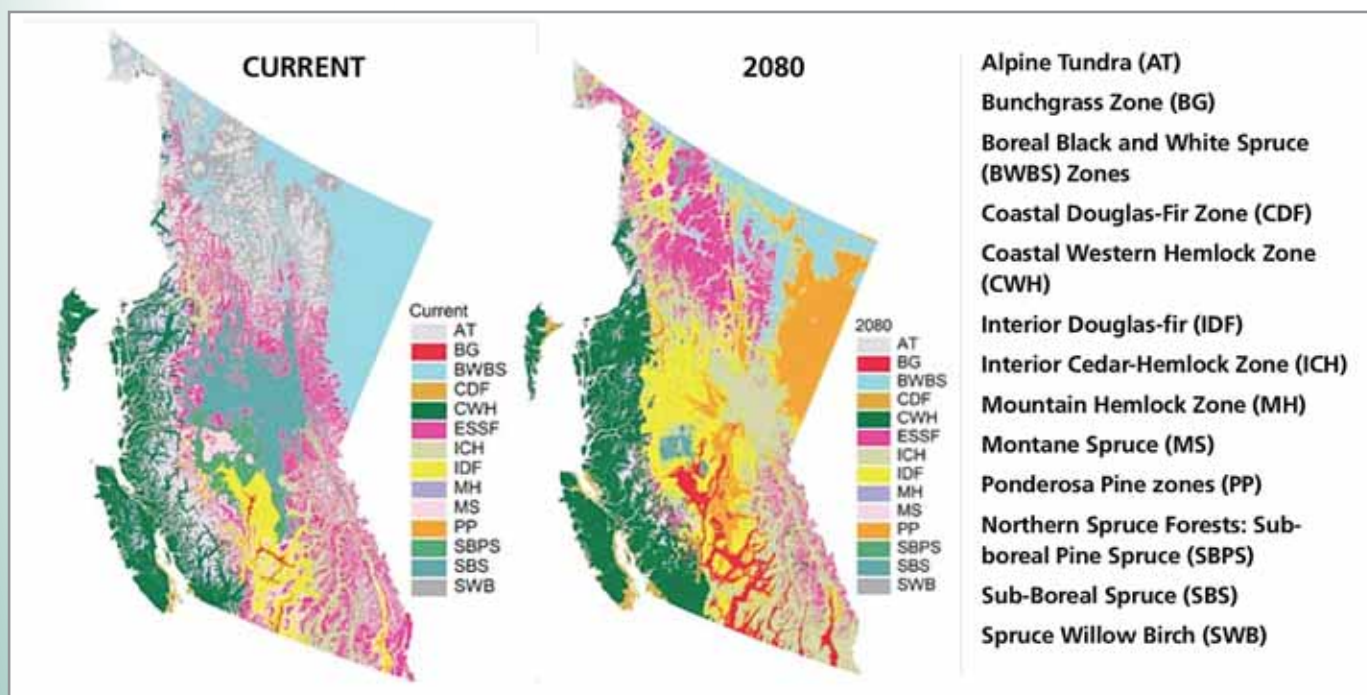 CURRENT
Current
AT
BG
BWBS
CDF
CWH
ESSF
ICH
IDF
MH
MS
PP
SBPS
SBS
SWB
2080
2080
AT
BG
BWBS
CDF
CWH
ESSF
ICH
IDF
MH
MS
PP
SBPS
SBS
SWB
Alpine Tundra (AT)
Bunchgrass Zone (BG)
Boreal Black and White Spruce
(BWBS) Zones
Coastal Douglas-Fir Zone (CDF)
Coastal Western Hemlock Zone
(CWH)
Interior Douglas-fir (IDF)
Interior Cedar-Hemlock Zone (ICH)
Mountain Hemlock Zone (MH)
Montane Spruce (MS)
Ponderosa Pine zones (PP)
Northern Spruce Forests: Sub-
boreal Pine Spruce (SBPS)
Sub-Boreal Spruce (SBS)
Spruce Willow Birch (SWB)